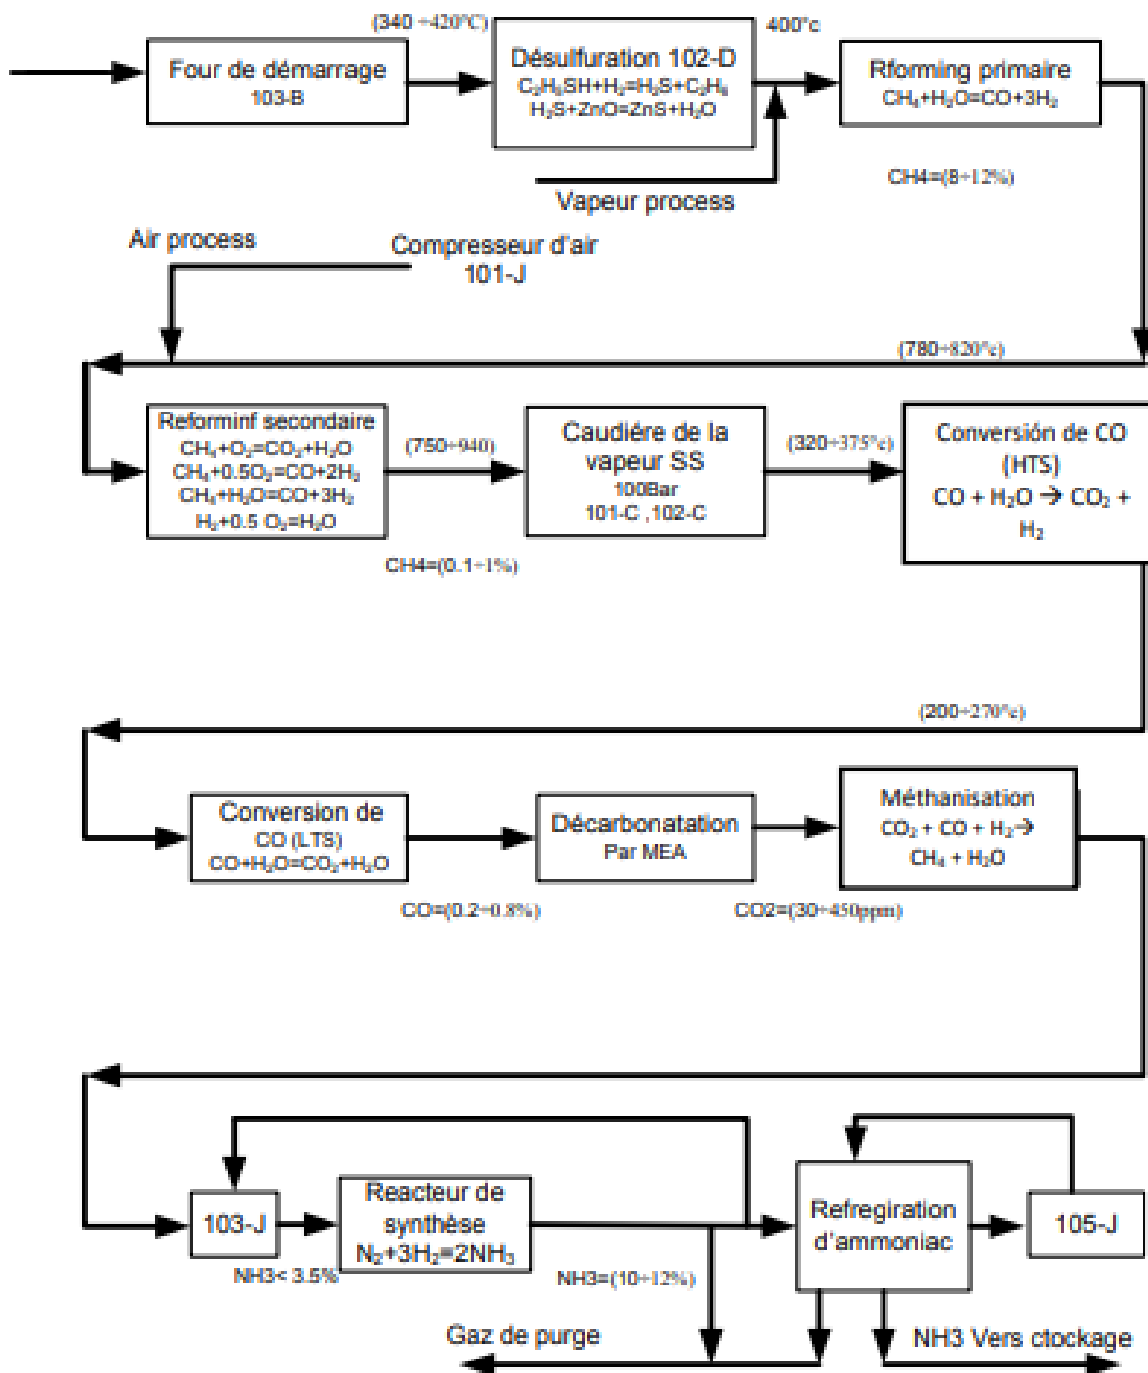 (340 ÷420°C)
400°c
Four de démarrage
103-B
Désulfuration 102-D
C₂H₅SH+H₂=H₂S+C₂H₆
H₂S+ZnO=ZnS+H₂O
Rforming primaire
CH₄+H₂O=CO+3H₂
Vapeur process
CH4=(8÷12%)
Air process
Compresseur d'air
101-J
(780÷820°c)
Reforminf secondaire
CH₄+O₂=CO₂+H₂O
CH₄+0.5O₂=CO+2H₂
CH₄+H₂O=CO+3H₂
H₂+0.5 O₂=H₂O
(750÷940)
Caudiére de la
vapeur SS
100Bar
101-C ,102-C
(320÷375°c)
Conversión de CO
(HTS)
CO + H₂O → CO₂ +
H₂
CH4=(0.1÷1%)
(200÷270°c)
Conversion de
CO (LTS)
CO+H₂O=CO₂+H₂O
Décarbonatation
Par MEA
Méthanisation
CO₂ + CO + H₂→
CH₄ + H₂O
CO=(0.2÷0.8%)
CO2=(30÷450ppm)
103-J
Reacteur de
synthèse
N₂+3H₂=2NH₃
Refregiration
d'ammoniac
105-J
NH3< 3.5%
NH3=(10÷12%)
Gaz de purge
NH3 Vers ctockage